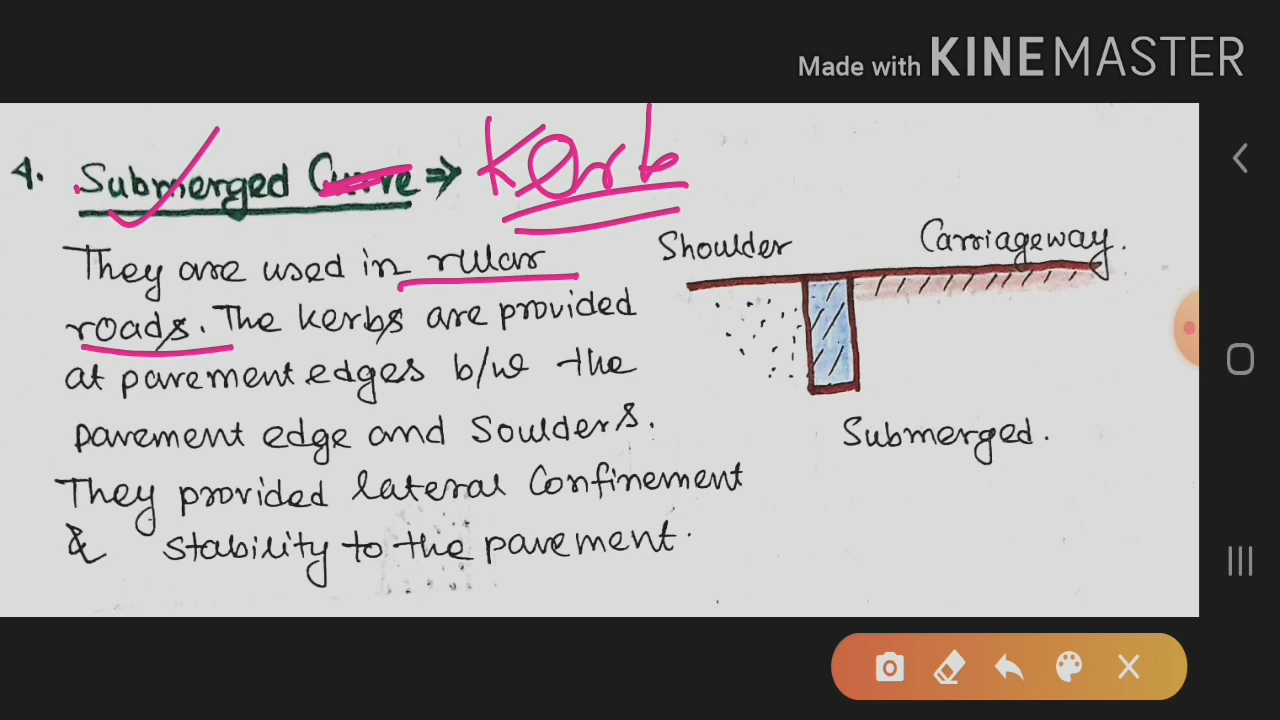 Made with KINEMASTER
4. Submerged Curve ⇒ Kerb
They are used in rular
roads. The kerbs are provided
at pavement edges b/w the
pavement edge and Soulders.
They provided lateral Confinement
& stability to the pavement.
Shoulder
Carriageway.
Submerged.